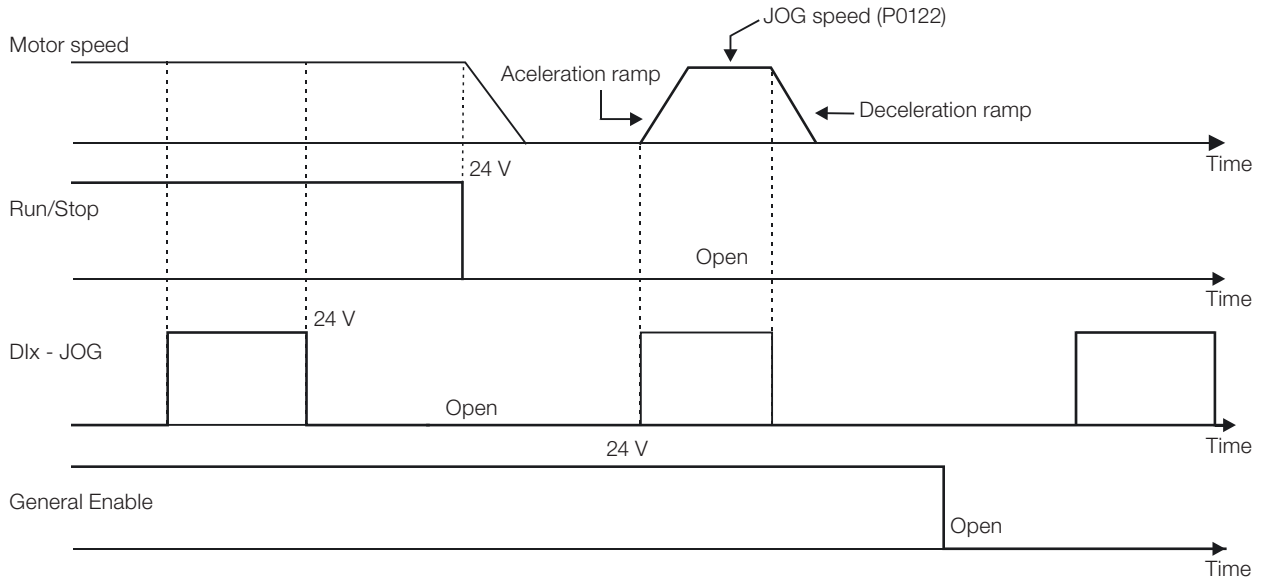 JOG speed (P0122)
Motor speed
Aceleration ramp
Deceleration ramp
Time
24 V
Run/Stop
Open
Time
24 V
DIx - JOG
Open
Time
24 V
General Enable
Open
Time